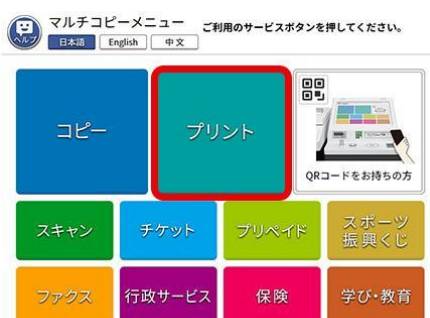 マルチコピーメニュー
ご利用のサービスボタンを押してください。
ヘルプ
日本語
English
中文
コピー
プリント
QRコードをお持ちの方
スキャン
チケット
プリペイド
スポーツ
振興くじ
ファクス
行政サービス
保険
学び・教育